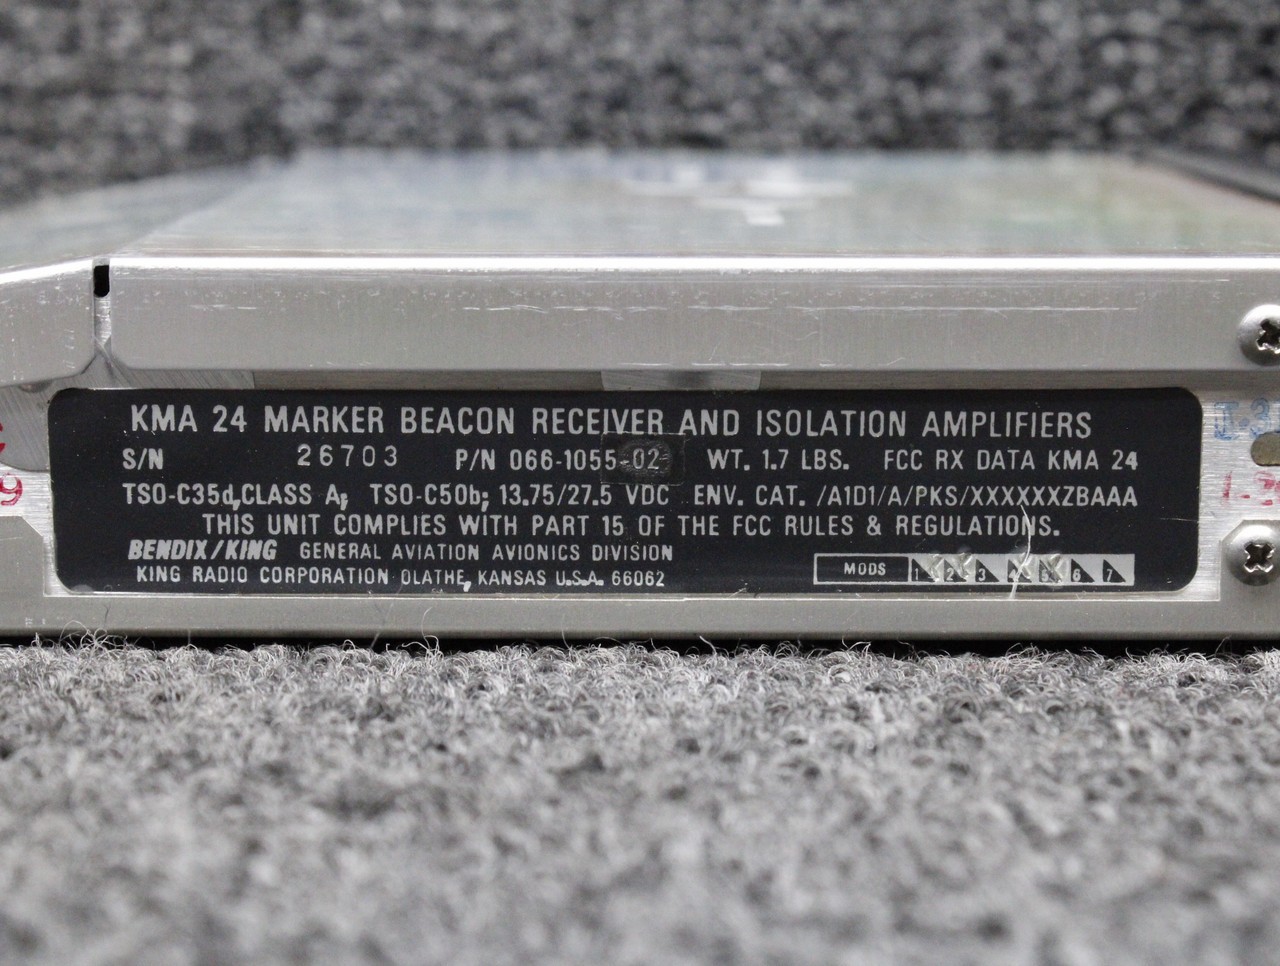 KMA 24 MARKER BEACON RECEIVER AND ISOLATION AMPLIFIERS
S/N 26703 P/N 066-1055-02 WT. 1.7 LBS. FCC RX DATA KMA 24
TSO-C35d, CLASS A; TSO-C50b; 13.75/27.5 VDC ENV. CAT. /A1D1/A/PKS/XXXXXXZBAAA
THIS UNIT COMPLIES WITH PART 15 OF THE FCC RULES & REGULATIONS.
BENDIX/KING GENERAL AVIATION AVIONICS DIVISION
KING RADIO CORPORATION OLATHE, KANSAS U.S.A. 66062
MODS 1 2 3 4 5 6 7